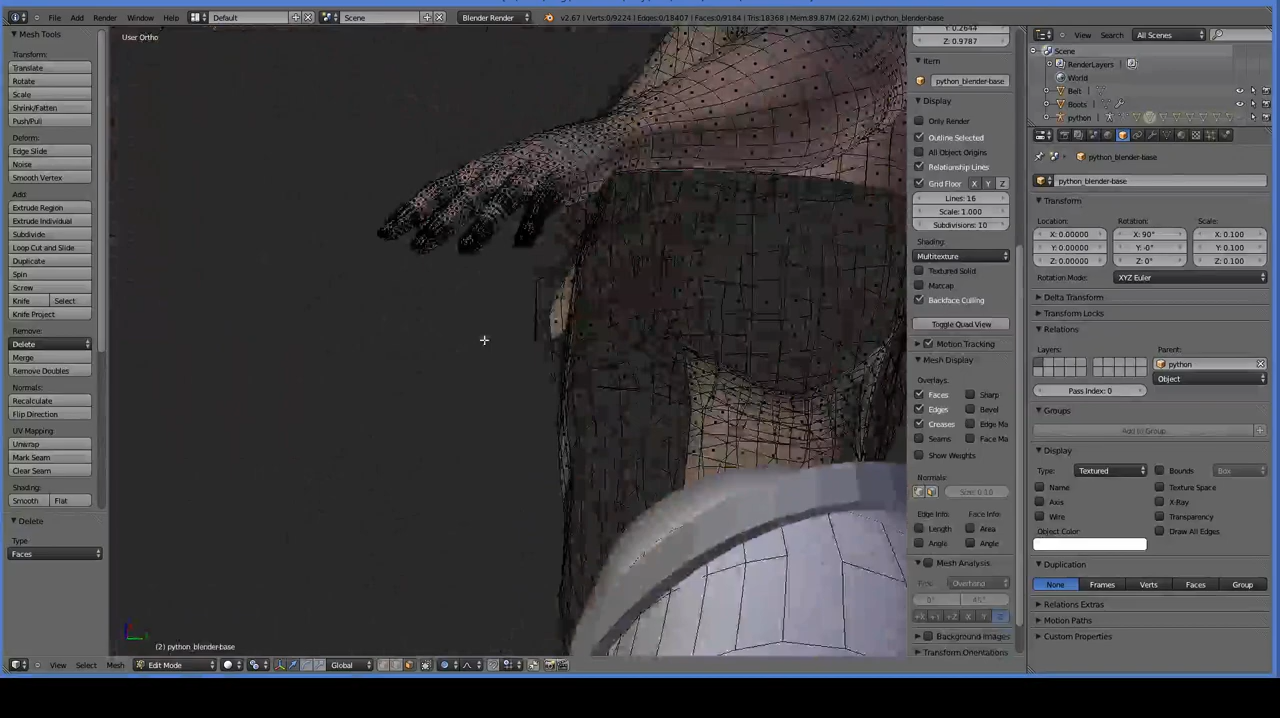 File Add Render Window Help Default Scene Blender Render v2.67 | Verts:0/9224 | Edges:0/18407 | Faces:0/9184 | Tris:18368 | Mem:89.87M (22.62M) | python_blender-base
Mesh Tools
Transform:
Translate
Rotate
Scale
Shrink/Fatten
Push/Pull
Deform:
Edge Slide
Noise
Smooth Vertex
Add:
Extrude Region
Extrude Individual
Subdivide
Loop Cut and Slide
Duplicate
Spin
Screw
Knife Select
Knife Project
Remove:
Delete
Merge
Remove Doubles
Normals:
Recalculate
Flip Direction
UV Mapping:
Unwrap
Mark Seam
Clear Seam
Shading:
Smooth Flat
Delete
Type
Faces
User Ortho
(2) python_blender-base
View Select Mesh Edit Mode Global
Z: 0.9787
Item
python_blender-base
Display
Only Render
Outline Selected
All Object Origins
Relationship Lines
Grid Floor X Y Z
Lines: 16
Scale: 1.000
Subdivisions: 10
Shading:
Multitexture
Textured Solid
Matcap
Backface Culling
Toggle Quad View
Motion Tracking
Mesh Display
Overlays:
Faces Sharp
Edges Bevel
Creases Edge Ma
Seams Face Ma
Show Weights
Normals:
Size: 0.10
Edge Info: Face Info:
Length Area
Angle Angle
Mesh Analysis
Overhang
0° 45°
+X +Y +Z -X -Y -Z
Background Images
Transform Orientations
View Search All Scenes
Scene
RenderLayers
World
Belt
Boots
python
python_blender-base
python_blender-base
Transform
Location: Rotation: Scale:
X: 0.00000 X: 90° X: 0.100
Y: 0.00000 Y: -0° Y: 0.100
Z: 0.00000 Z: 0° Z: 0.100
Rotation Mode: XYZ Euler
Delta Transform
Transform Locks
Relations
Layers: Parent:
python
Object
Pass Index: 0
Groups
Add to Group
Display
Type: Textured Bounds Box
Name Texture Space
Axis X-Ray
Wire Transparency
Object Color: Draw All Edges
Duplication
None Frames Verts Faces Group
Relations Extras
Motion Paths
Custom Properties